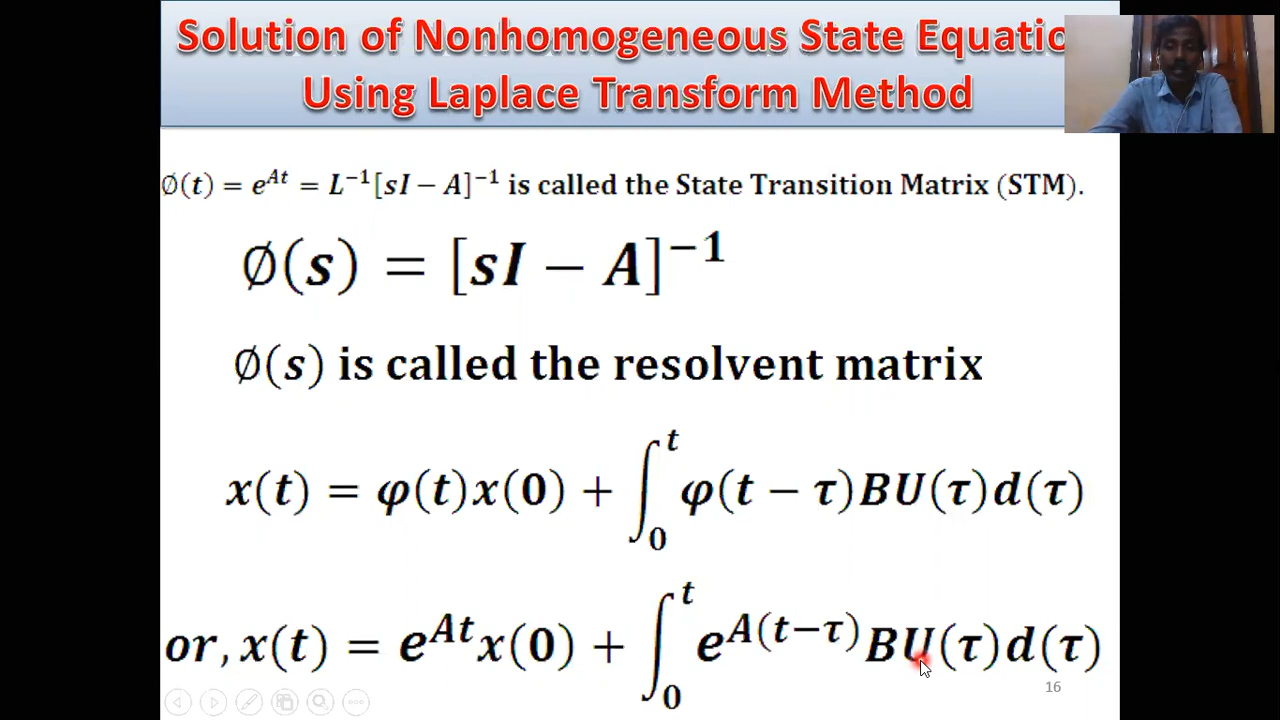 Solution of Nonhomogeneous State Equatio
Using Laplace Transform Method
∅(t) = e^{At} = L^{−1}[sI − A]^{−1} is called the State Transition Matrix (STM).
∅(s) = [sI − A]^{−1}
∅(s) is called the resolvent matrix
x(t) = φ(t)x(0) + ∫_0^t φ(t − τ)BU(τ)d(τ)
or, x(t) = e^{At}x(0) + ∫_0^t e^{A(t−τ)}BU(τ)d(τ)
16